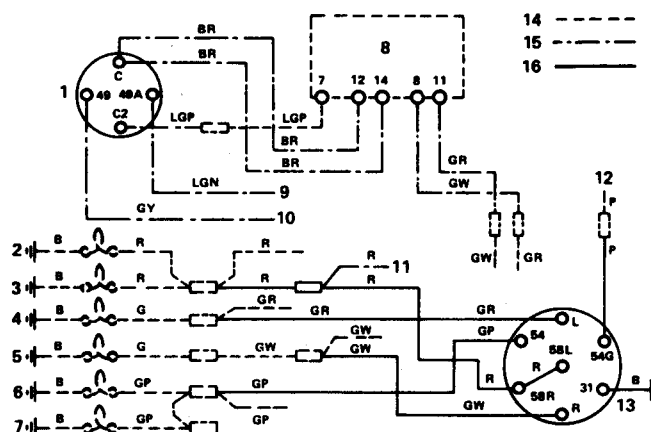 BR
14
C
BR
8
15
16
1
49
49A
7
12
14
8
11
C2
LGP
LGP
BR
BR
GR
LGN
9
GW
12
GY
10
P
2
B
R
R
P
R
11
GW
GR
3
B
R
R
R
4
B
G
GR
GR
GR
L
GP
54
GW
58L
54G
5
B
G
GW
GW
R
R
31
B
6
B
GP
GP
58R
13
GW
R
7
B
GP
GP